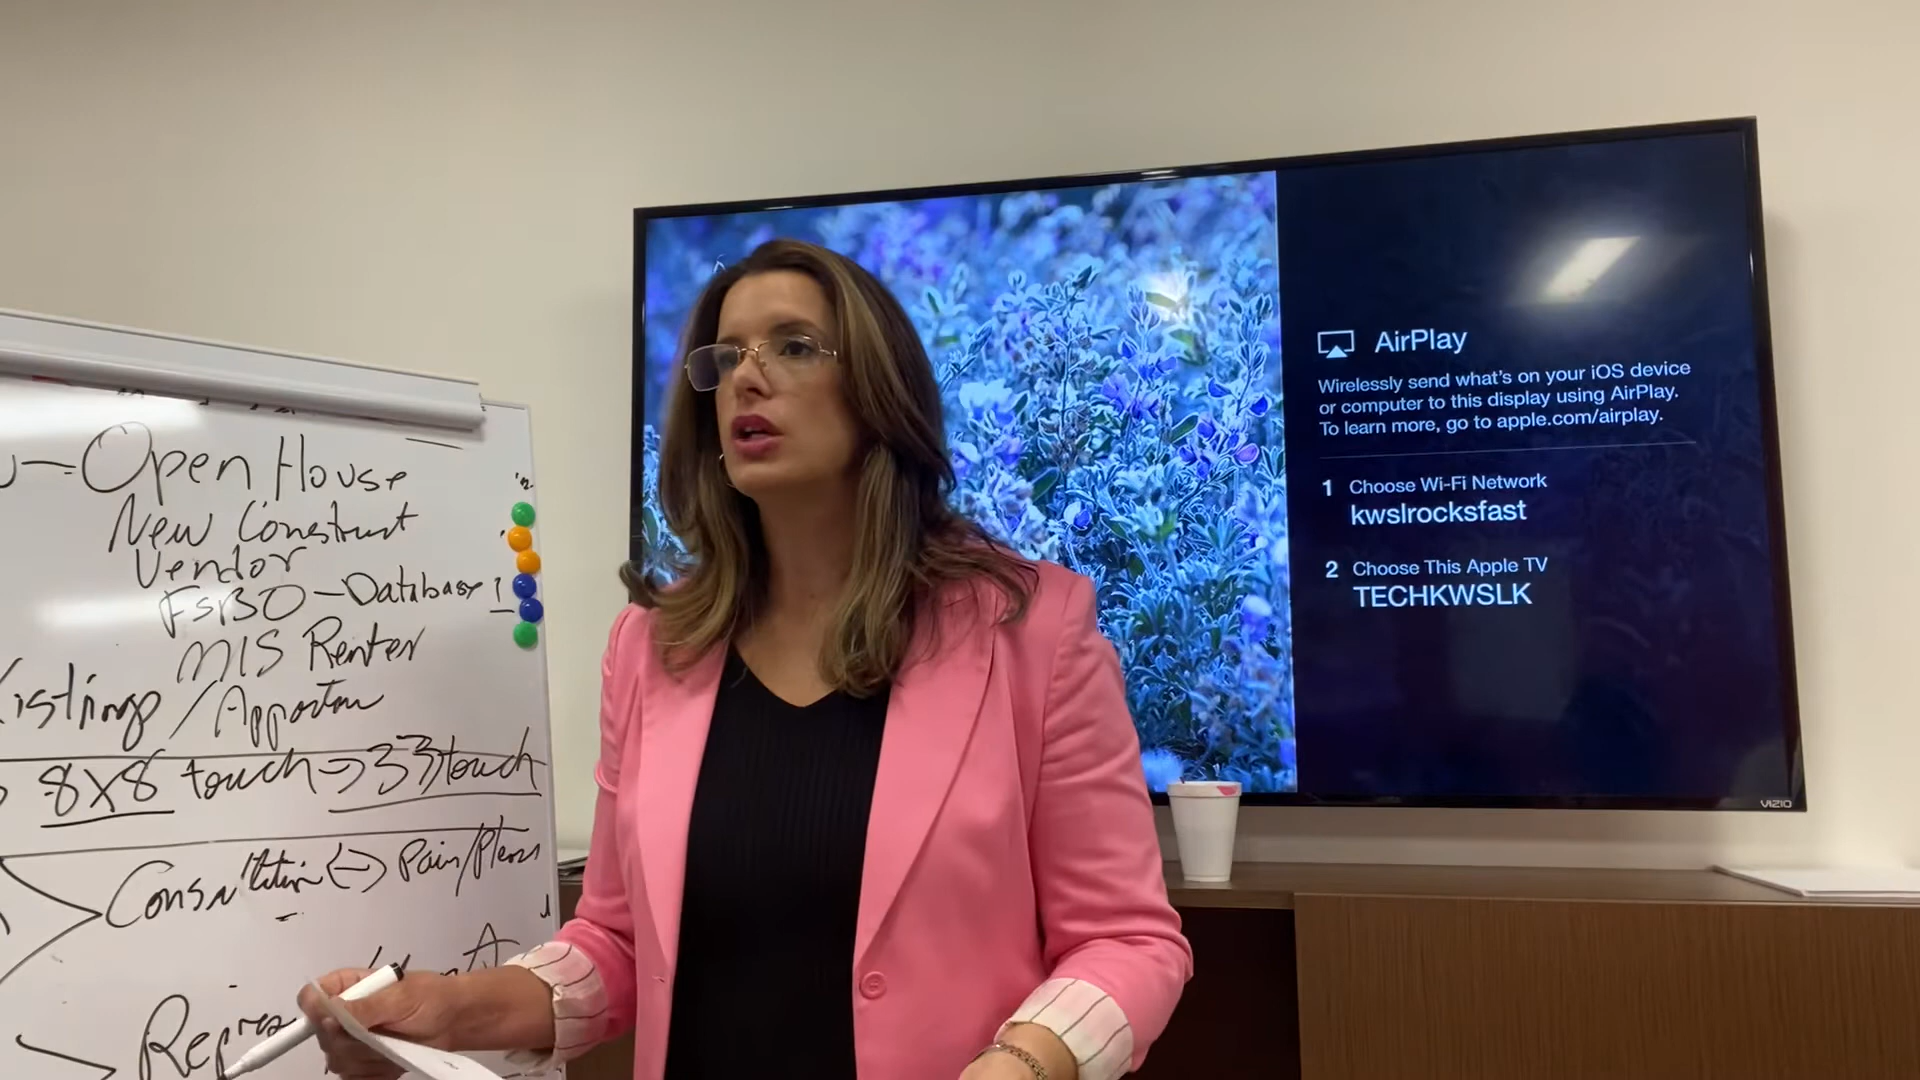 Open House
New Construct
Vendor
FSBO - Database 1
MLS Renter
Listings /
8x8 touch → 33 touch
Consultation ↔ Pain/
Repres
AirPlay
Wirelessly send what's on your iOS device
or computer to this display using AirPlay.
To learn more, go to apple.com/airplay.
1 Choose Wi-Fi Network
kwslrocksfast
2 Choose This Apple TV
TECHKWSLK
VIZIO